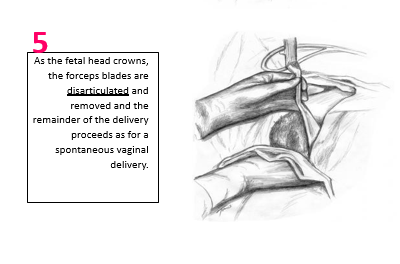 5
As the fetal head crowns,
the forceps blades are
disarticulated and
removed and the
remainder of the delivery
proceeds as for a
spontaneous vaginal
delivery.